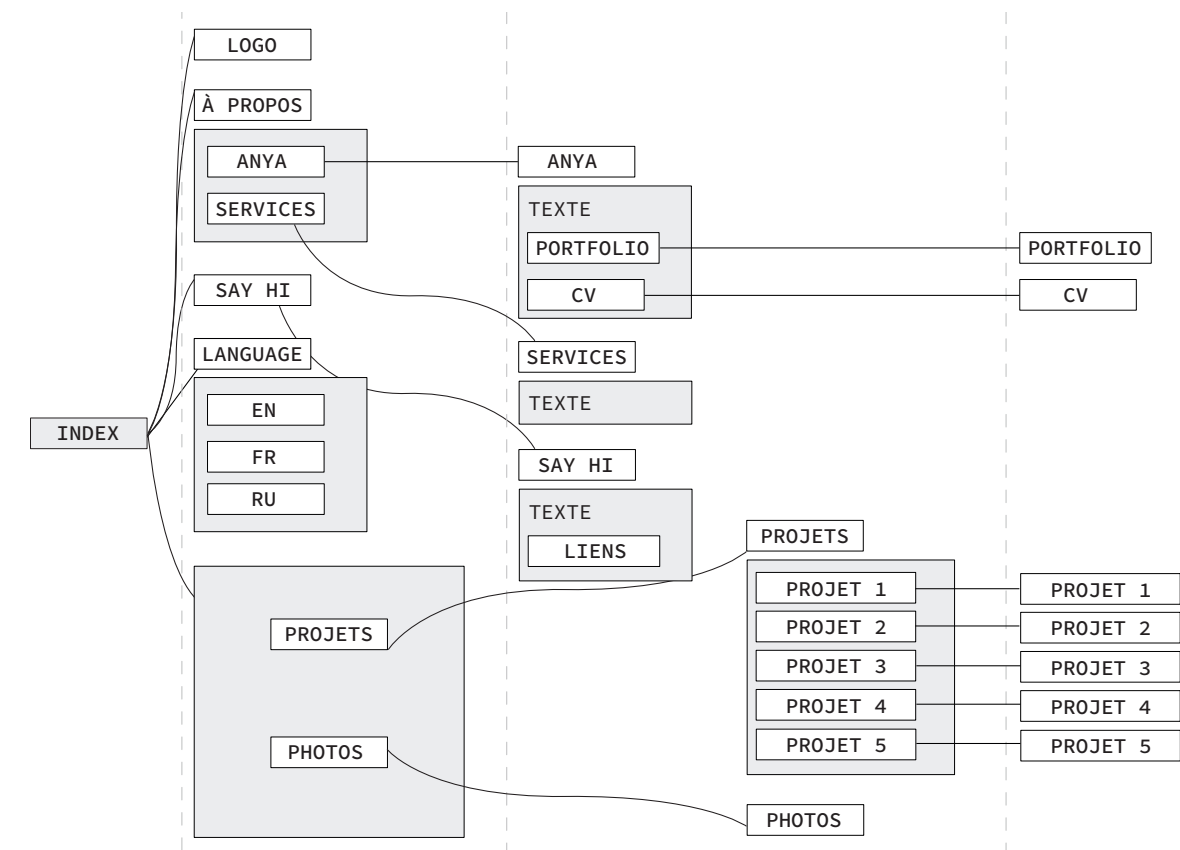 LOGO
À PROPOS
ANYA
SERVICES
SAY HI
LANGUAGE
EN
FR
RU
INDEX
PROJETS
PHOTOS
ANYA
TEXTE
PORTFOLIO
CV
SERVICES
TEXTE
SAY HI
TEXTE
LIENS
PROJETS
PROJET 1
PROJET 2
PROJET 3
PROJET 4
PROJET 5
PHOTOS
PORTFOLIO
CV
PROJET 1
PROJET 2
PROJET 3
PROJET 4
PROJET 5